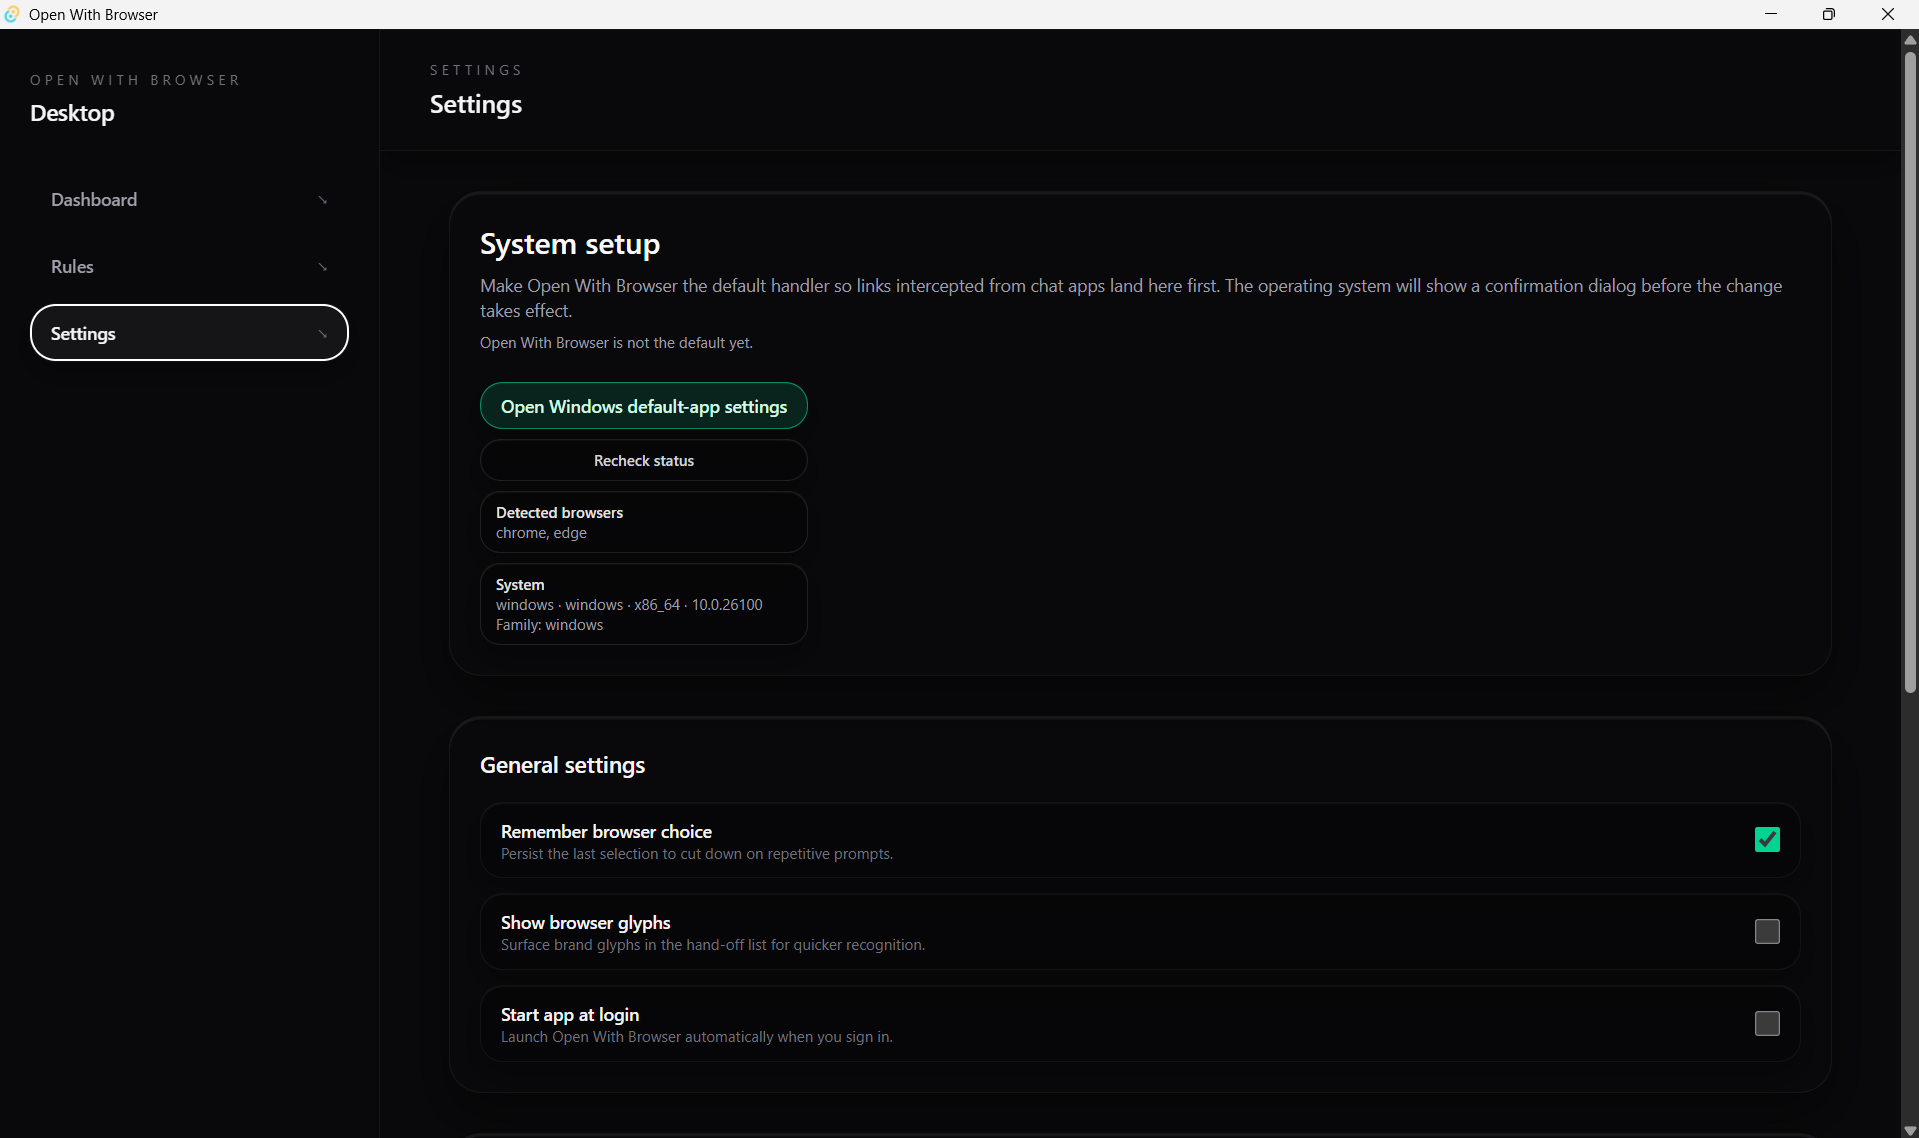 Open With Browser
OPEN WITH BROWSER
Desktop
Dashboard
Rules
Settings
SETTINGS
Settings
System setup
Make Open With Browser the default handler so links intercepted from chat apps land here first. The operating system will show a confirmation dialog before the change
takes effect.
Open With Browser is not the default yet.
Open Windows default-app settings
Recheck status
Detected browsers
chrome, edge
System
windows · windows · x86_64 · 10.0.26100
Family: windows
General settings
Remember browser choice
Persist the last selection to cut down on repetitive prompts.
Show browser glyphs
Surface brand glyphs in the hand-off list for quicker recognition.
Start app at login
Launch Open With Browser automatically when you sign in.